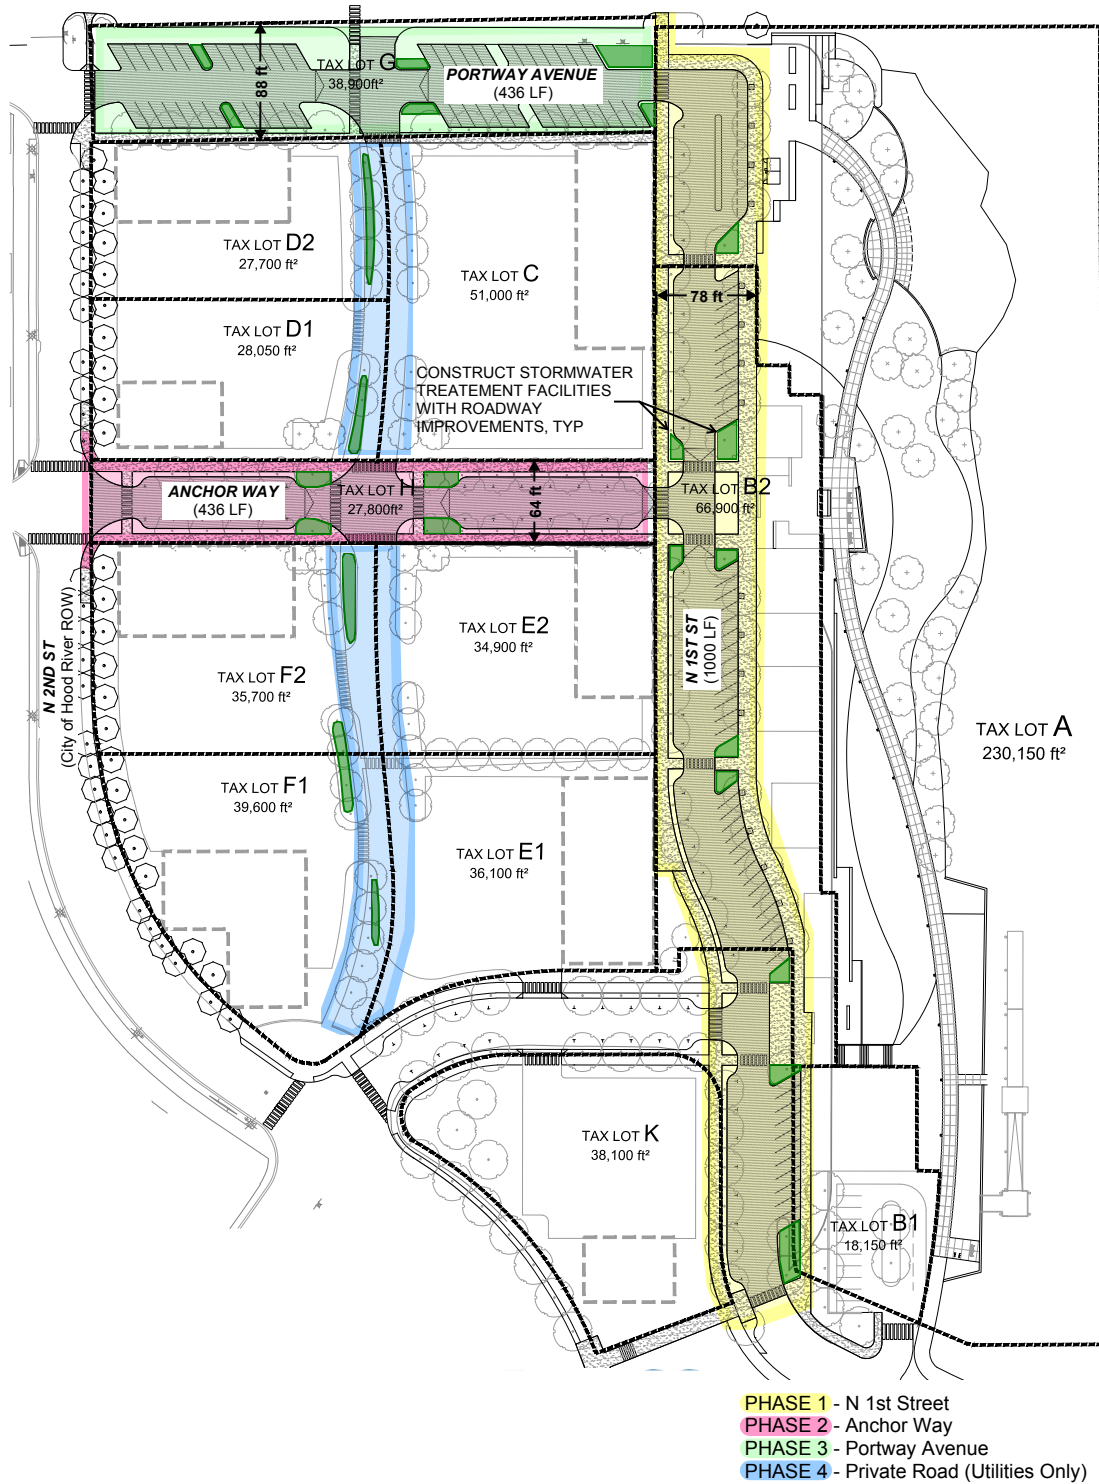 TAX LOT G
38,900ft²
88 ft
PORTWAY AVENUE
(436 LF)
TAX LOT D2
27,700 ft²
TAX LOT C
51,000 ft²
78 ft
TAX LOT D1
28,050 ft²
CONSTRUCT STORMWATER
TREATEMENT FACILITIES
WITH ROADWAY
IMPROVEMENTS, TYP
ANCHOR WAY
(436 LF)
TAX LOT H
27,800ft²
64 ft
TAX LOT B2
66,900ft²
N 2ND ST
(City of Hood River ROW)
TAX LOT F2
35,700 ft²
TAX LOT E2
34,900 ft²
N 1ST ST
(1000 LF)
TAX LOT A
230,150 ft²
TAX LOT F1
39,600 ft²
TAX LOT E1
36,100 ft²
TAX LOT K
38,100 ft²
TAX LOT B1
18,150 ft²
PHASE 1 - N 1st Street
PHASE 2 - Anchor Way
PHASE 3 - Portway Avenue
PHASE 4 - Private Road (Utilities Only)